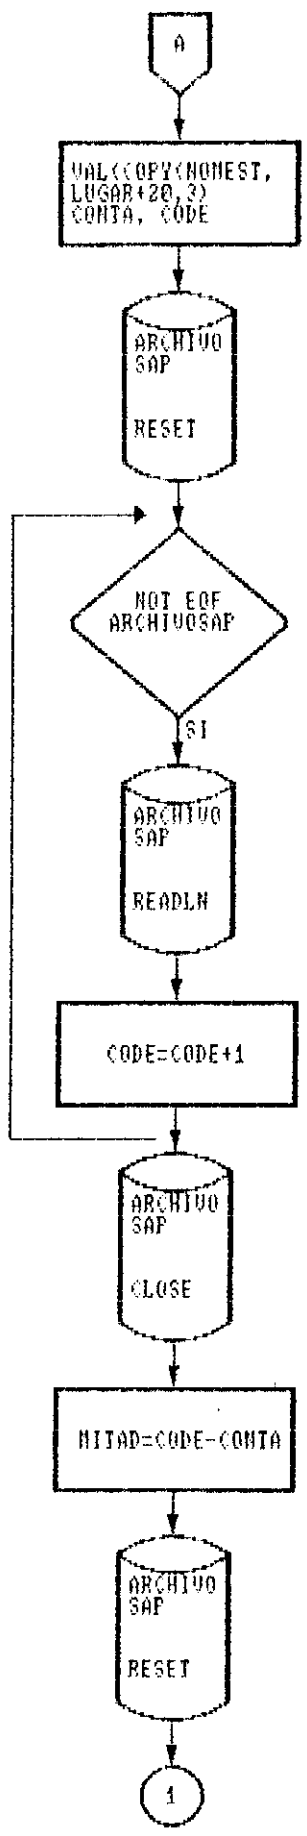 A
VAL(COPY(NOMEST,
LUGAR+20,3)
CONTA, CODE
ARCHIVO
SAP
RESET
NOT EOF
ARCHIVOSAP
SI
ARCHIVO
SAP
READLN
CODE=CODE+1
ARCHIVO
SAP
CLOSE
MITAD=CODE-CONTA
ARCHIVO
SAP
RESET
1